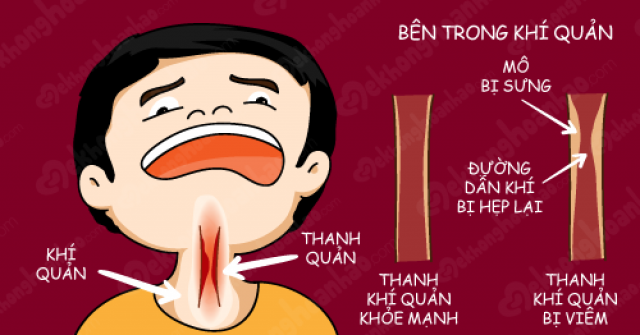 BÊN TRONG KHÍ QUẢN
MÔ
BỊ SƯNG
ĐƯỜNG
DẪN KHÍ
BỊ HẸP LẠI
THANH
QUẢN
KHÍ
QUẢN
THANH
KHÍ QUẢN
KHỎE MẠNH
THANH
KHÍ QUẢN
BỊ VIÊM